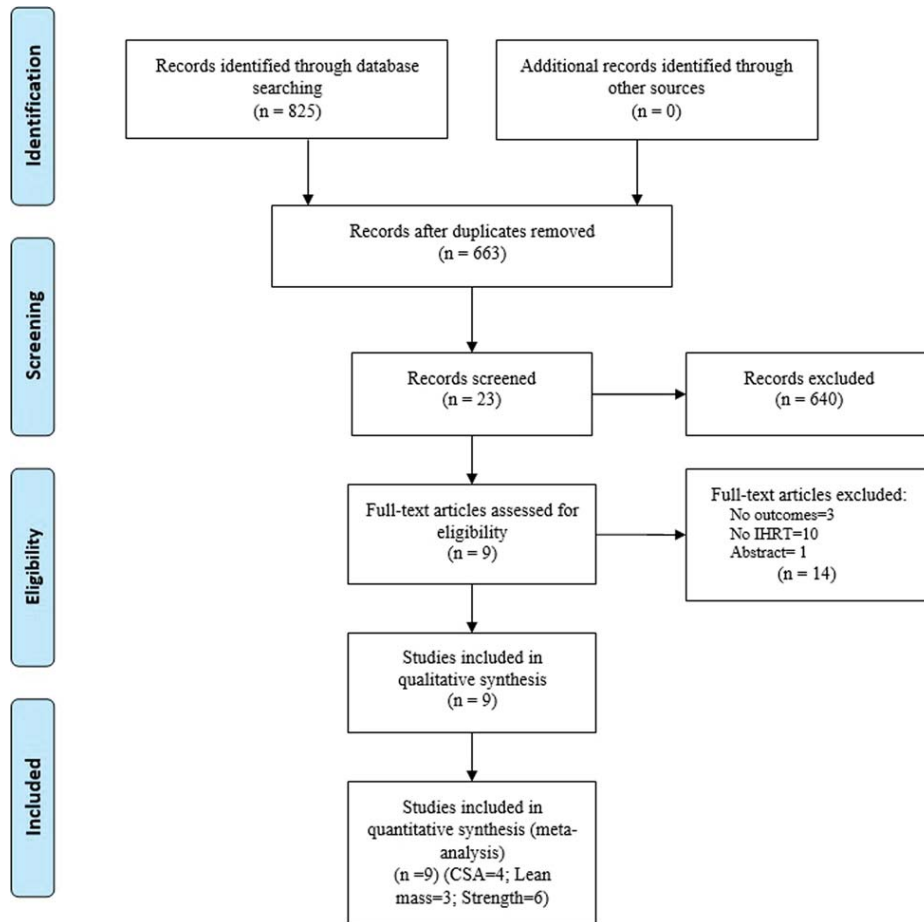 Identification
Records identified through database
searching
(n = 825)
Additional records identified through
other sources
(n = 0)
Records after duplicates removed
(n = 663)
Screening
Records screened
(n = 23)
Records excluded
(n = 640)
Eligibility
Full-text articles assessed for
eligibility
(n = 9)
Full-text articles excluded:
No outcomes=3
No IHRT=10
Abstract= 1
(n = 14)
Studies included in
qualitative synthesis
(n = 9)
Included
Studies included in
quantitative synthesis (meta-
analysis)
(n =9) (CSA=4; Lean
mass=3; Strength=6)